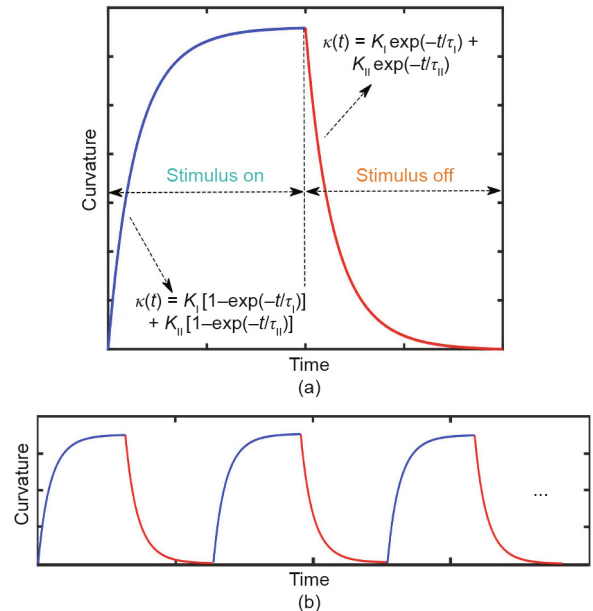 κ(t) = K_I exp(–t/τ_I) +
K_II exp(–t/τ_II)
Stimulus on
Stimulus off
κ(t) = K_I [1–exp(–t/τ_I)]
+ K_II [1–exp(–t/τ_II)]
Curvature
Time
(a)
Curvature
...
Time
(b)